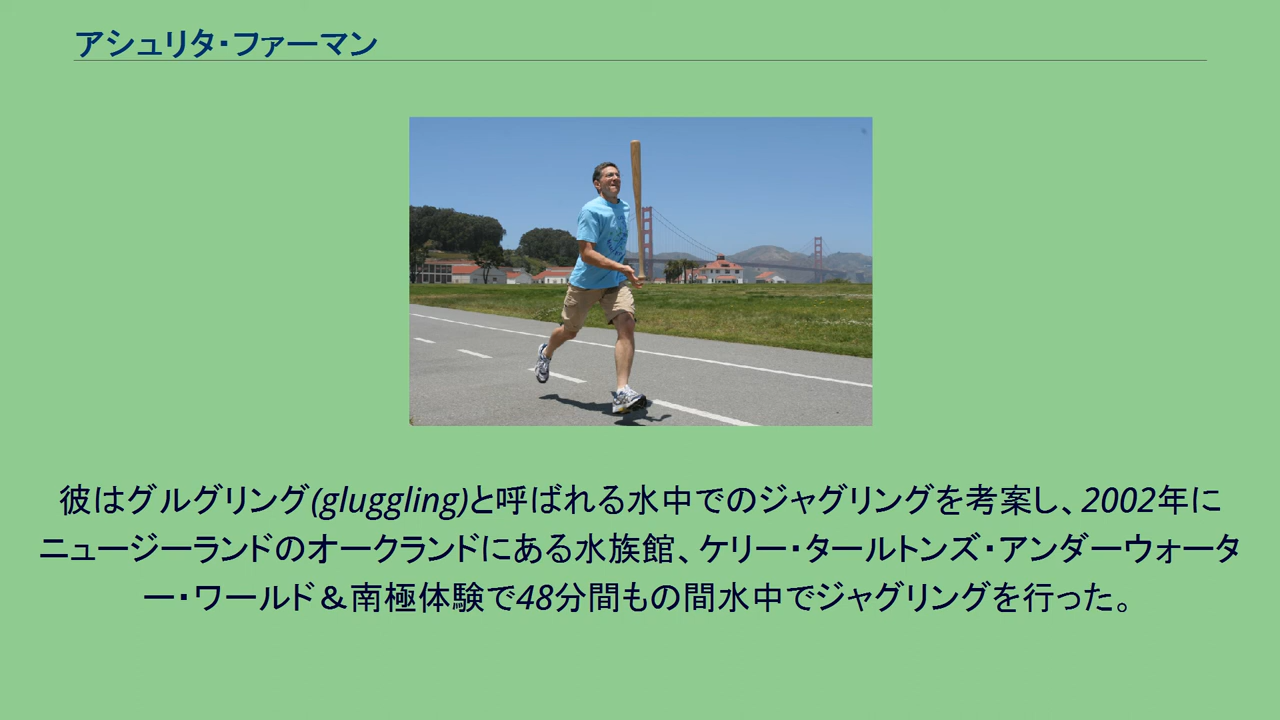 アシュリタ・ファーマン
彼はグルグリング(gluggling)と呼ばれる水中でのジャグリングを考案し、2002年に
ニュージーランドのオークランドにある水族館、ケリー・タールトンズ・アンダーウォータ
ー・ワールド＆南極体験で48分間もの間水中でジャグリングを行った。